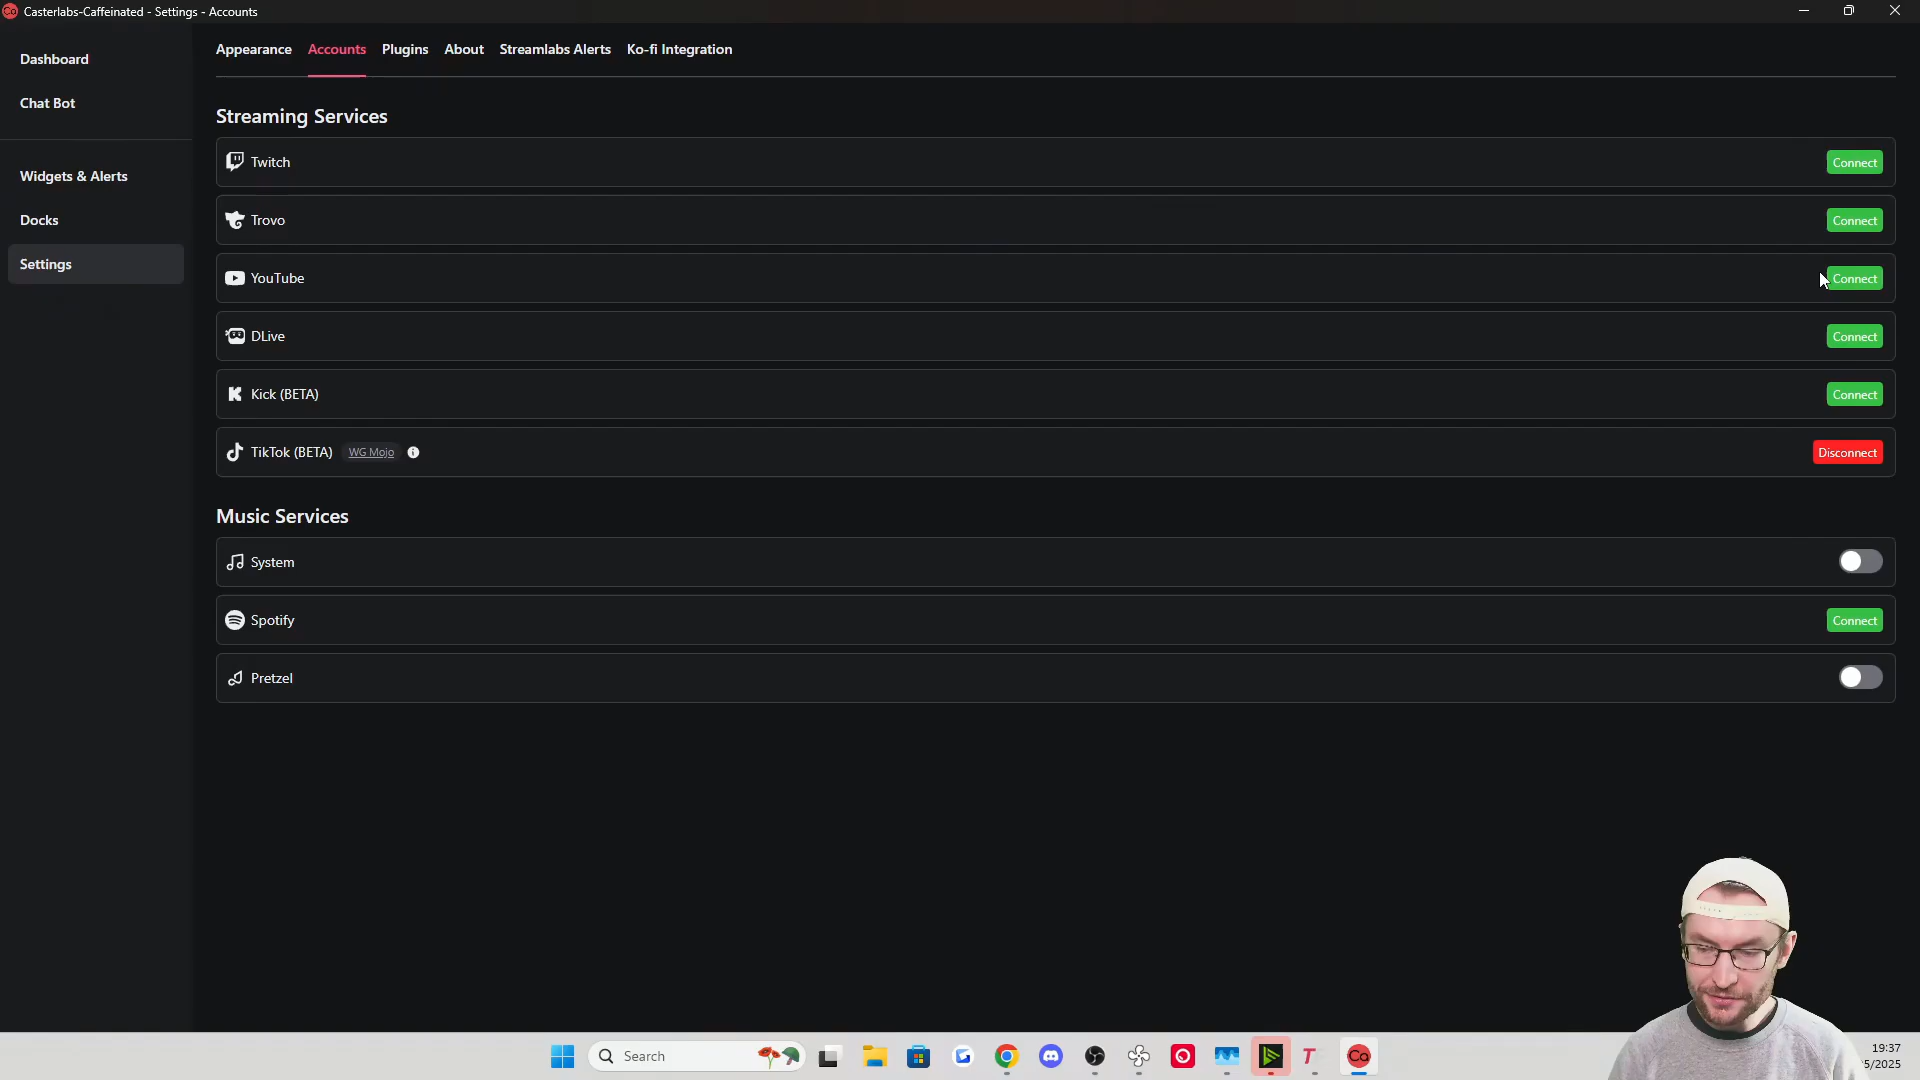 Casterlabs-Caffeinated - Settings - Accounts
Dashboard
Chat Bot
Widgets & Alerts
Docks
Settings
Appearance Accounts Plugins About Streamlabs Alerts Ko-fi Integration
Streaming Services
Twitch Connect
Trovo Connect
YouTube Connect
DLive Connect
Kick (BETA) Connect
TikTok (BETA) WG Mojo Disconnect
Music Services
System
Spotify Connect
Pretzel
Search
19:37
5/2025